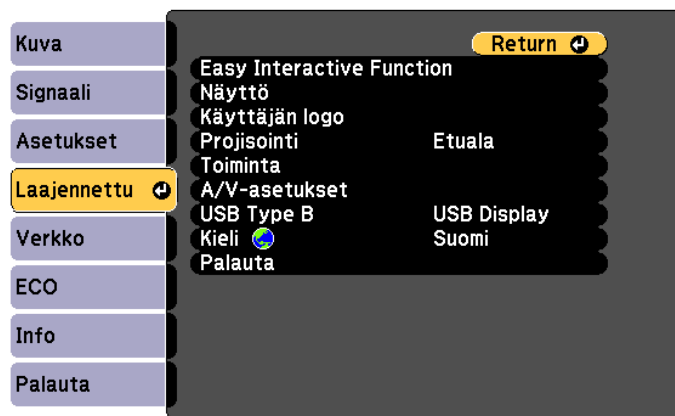 Kuva
Signaali
Asetukset
Laajennettu
Verkko
ECO
Info
Palauta
Return
Easy Interactive Function
Näyttö
Käyttäjän logo
Projisointi Etuala
Toiminta
A/V-asetukset
USB Type B USB Display
Kieli Suomi
Palauta